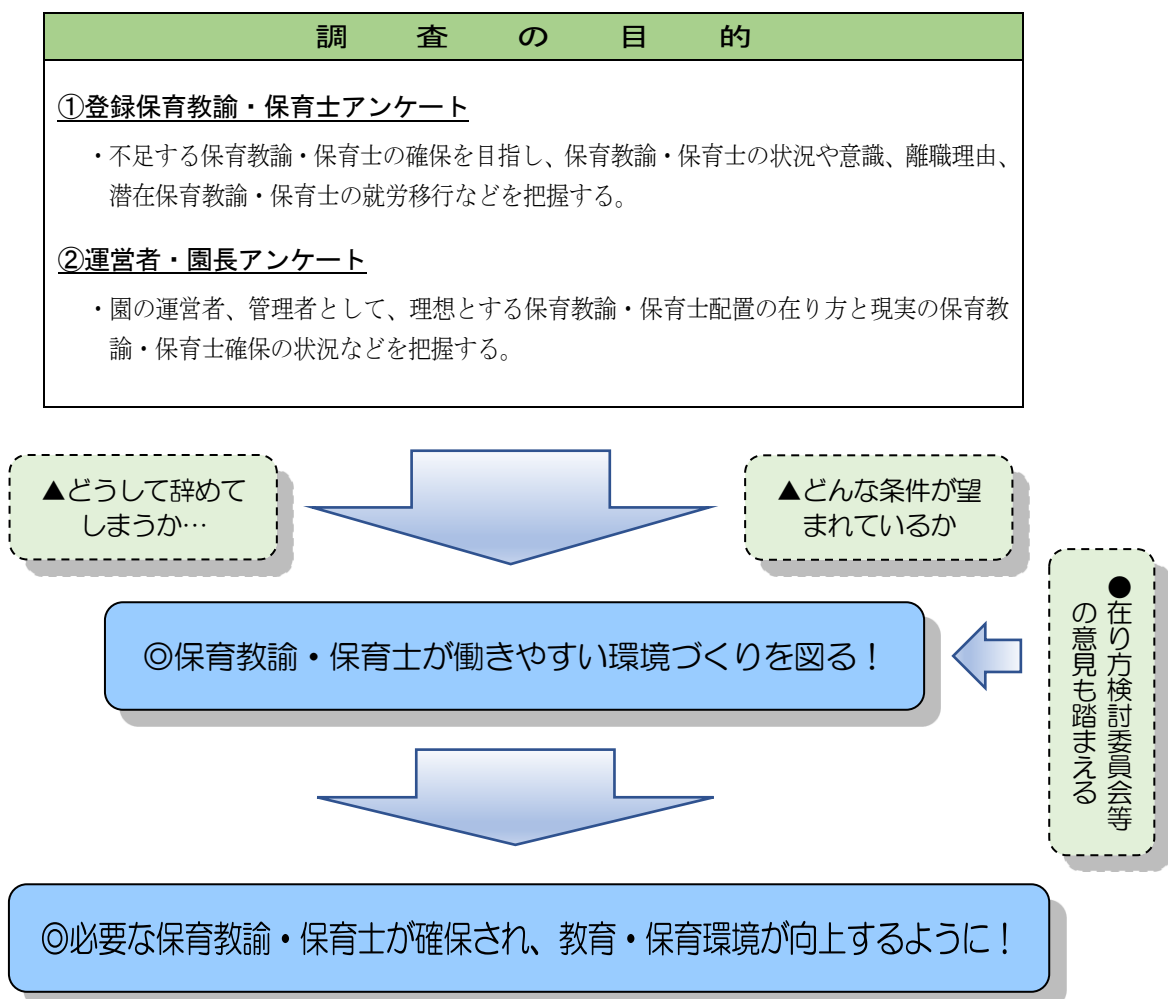 調査の目的
①登録保育教諭・保育士アンケート
・不足する保育教諭・保育士の確保を目指し、保育教諭・保育士の状況や意識、離職理由、
潜在保育教諭・保育士の就労移行などを把握する。
②運営者・園長アンケート
・園の運営者、管理者として、理想とする保育教諭・保育士配置の在り方と現実の保育教
諭・保育士確保の状況などを把握する。
▲どうして辞めて
しまうか…
▲どんな条件が望
まれているか
●在り方検討委員会等
の意見も踏まえる
◎保育教諭・保育士が働きやすい環境づくりを図る！
◎必要な保育教諭・保育士が確保され、教育・保育環境が向上するように！